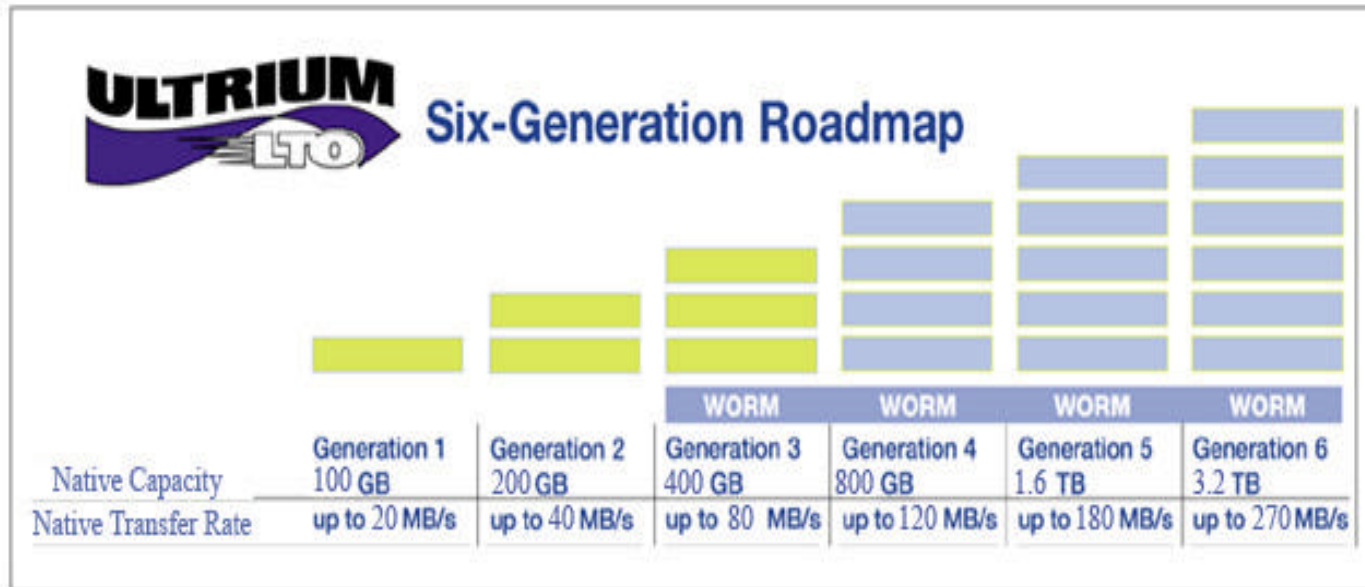 ULTRIUM
LTO
Six-Generation Roadmap
WORM WORM WORM WORM
Generation 1 Generation 2 Generation 3 Generation 4 Generation 5 Generation 6
Native Capacity 100 GB 200 GB 400 GB 800 GB 1.6 TB 3.2 TB
Native Transfer Rate up to 20 MB/s up to 40 MB/s up to 80 MB/s up to 120 MB/s up to 180 MB/s up to 270 MB/s